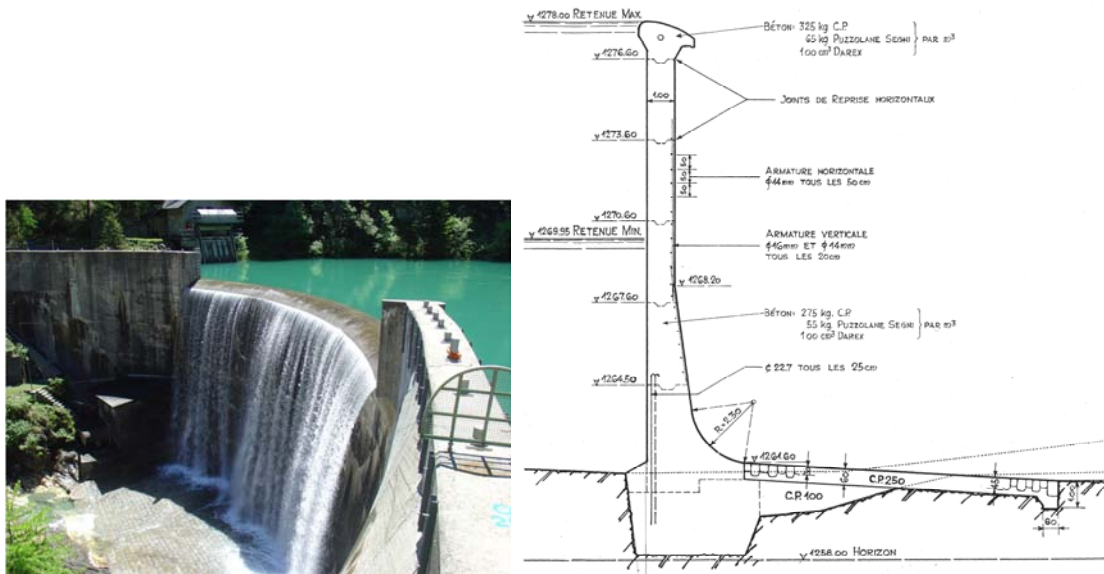 1278.00 RETENUE MAX.
BÉTON: 325 kg C.P.
65 kg PUZZOLANE SEGNI } PAR m³
100 cm³ DAREX
1276.60
1.00
JOINTS DE REPRISE HORIZONTAUX
1273.60
50
50
50
ARMATURE HORIZONTALE
φ14mm TOUS LES 50cm
1270.60
1269.95 RETENUE MIN.
ARMATURE VERTICALE
φ16mm ET φ14mm
TOUS LES 20cm
1268.20
1267.60
BÉTON: 275 kg. C.P.
55 kg PUZZOLANE SEGNI } PAR m³
100 cm³ DAREX
¢ 22.7 TOUS LES 25cm
1264.50
R=2.30
1261.60
60
C.P.250
C.P.100
45
100
60
1258.00 HORIZON